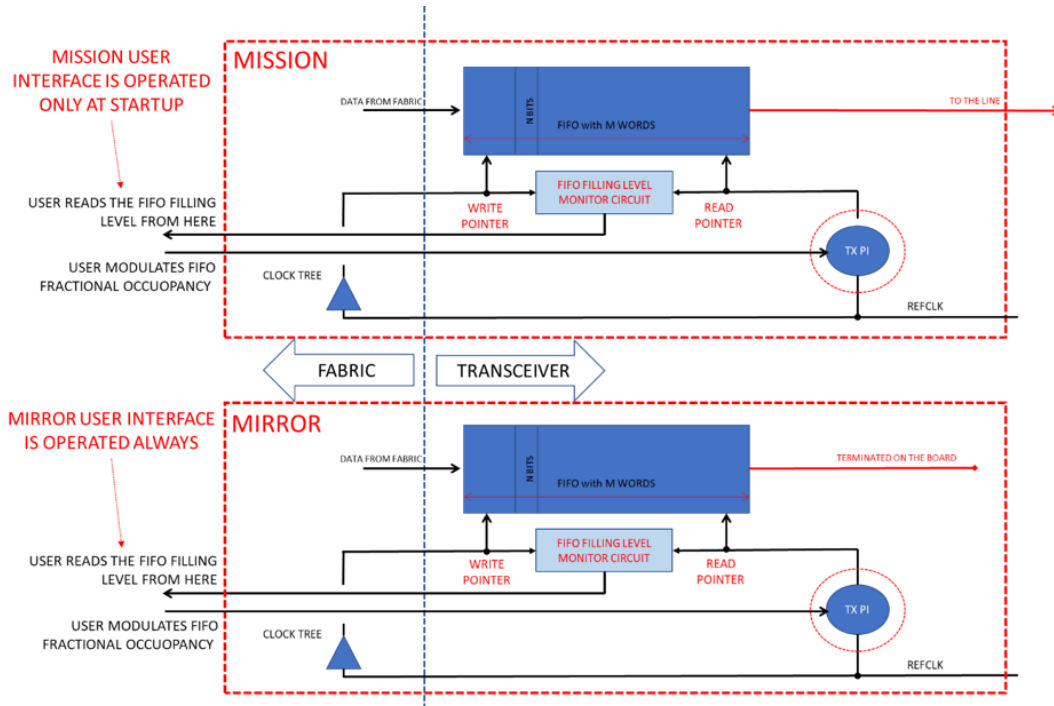 MISSION USER
INTERFACE IS OPERATED
ONLY AT STARTUP
MISSION
DATA FROM FABRIC
N BITS
FIFO with M WORDS
TO THE LINE
USER READS THE FIFO FILLING
LEVEL FROM HERE
WRITE
POINTER
FIFO FILLING LEVEL
MONITOR CIRCUIT
READ
POINTER
USER MODULATES FIFO
FRACTIONAL OCCUOPANCY
CLOCK TREE
TX PI
REFCLK
FABRIC
TRANSCEIVER
MIRROR USER INTERFACE
IS OPERATED ALWAYS
MIRROR
DATA FROM FABRIC
N BITS
FIFO with M WORDS
TERMINATED ON THE BOARD
USER READS THE FIFO FILLING
LEVEL FROM HERE
WRITE
POINTER
FIFO FILLING LEVEL
MONITOR CIRCUIT
READ
POINTER
USER MODULATES FIFO
FRACTIONAL OCCUOPANCY
CLOCK TREE
TX PI
REFCLK